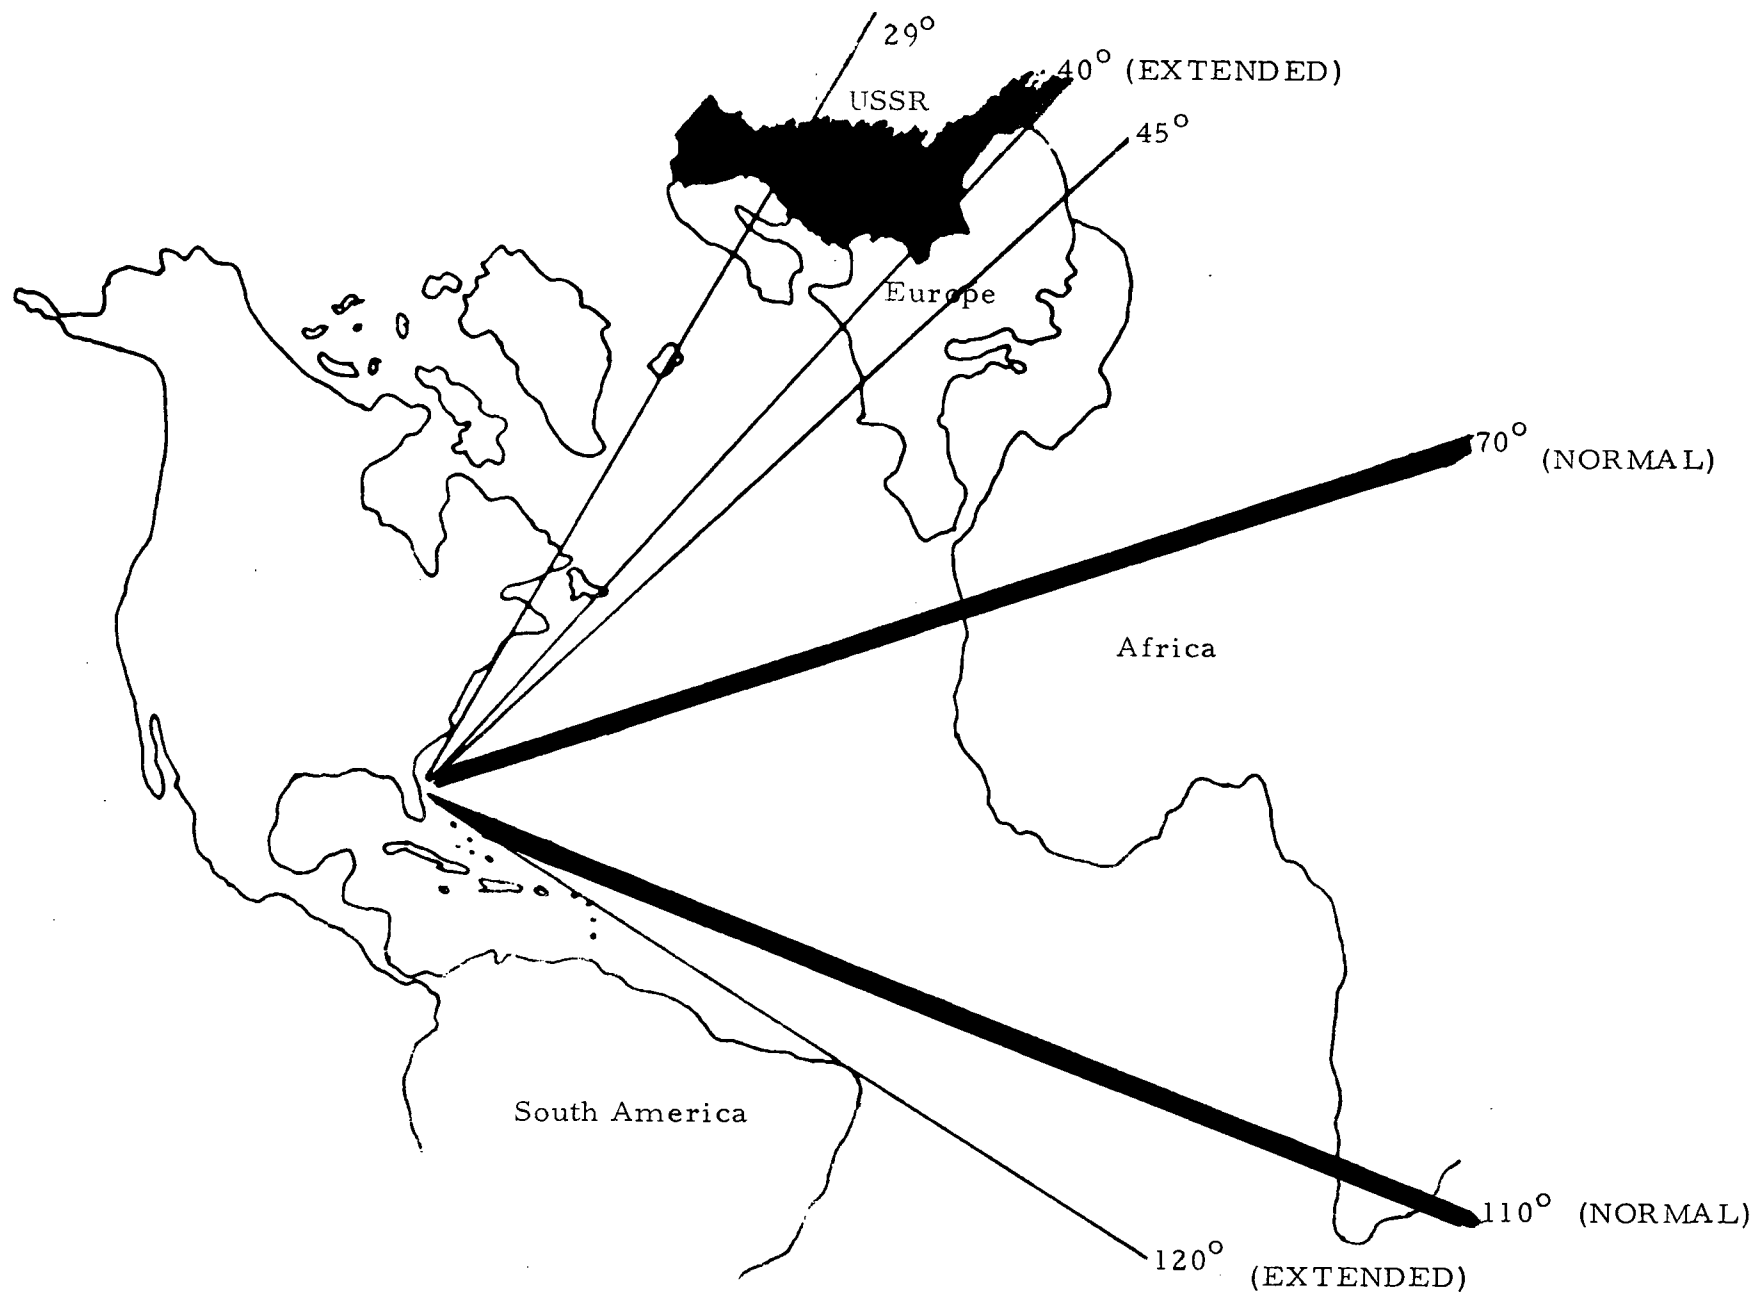 29°
40° (EXTENDED)
USSR
45°
Europe
70°
(NORMAL)
Africa
South America
110° (NORMAL)
120°
(EXTENDED)